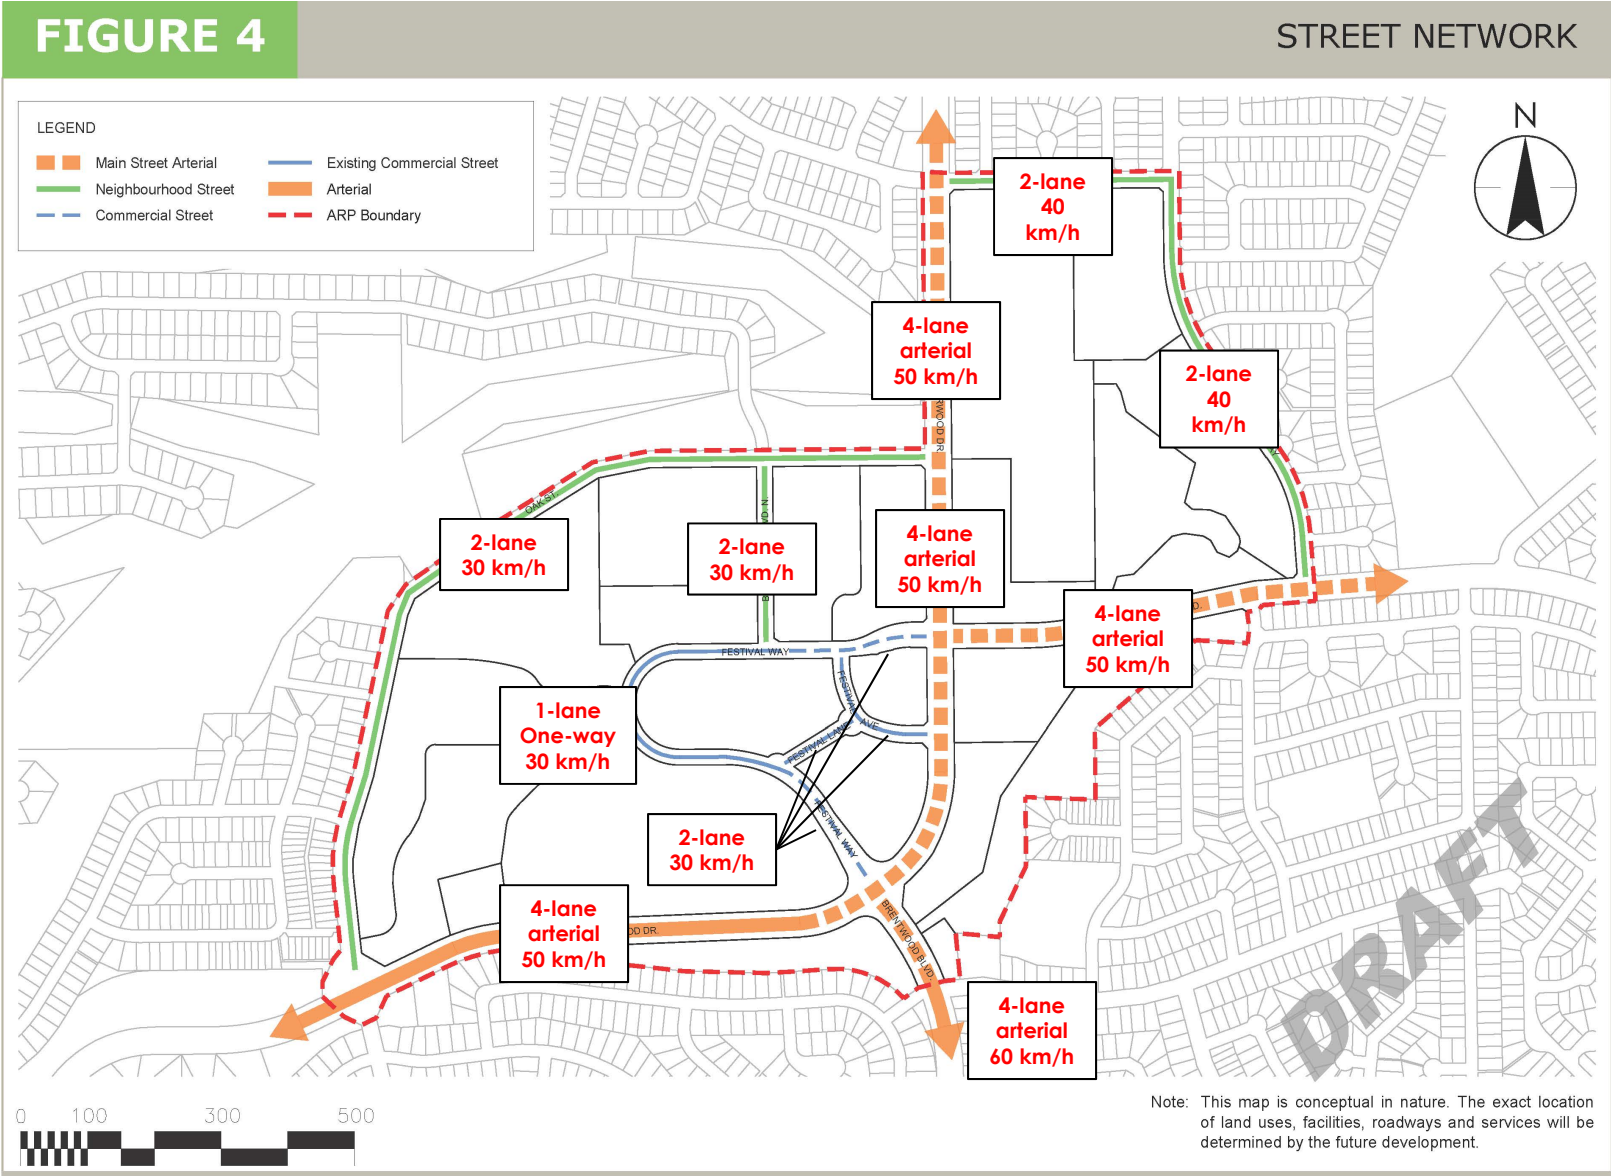 FIGURE 4
STREET NETWORK
LEGEND
Main Street Arterial
Existing Commercial Street
Neighbourhood Street
Arterial
Commercial Street
ARP Boundary
N
2-lane
40
km/h
4-lane
arterial
50 km/h
2-lane
40
km/h
OAK ST.
2-lane
30 km/h
2-lane
30 km/h
4-lane
arterial
50 km/h
4-lane
arterial
50 km/h
FESTIVAL WAY
FESTIVAL AVE
FESTIVAL LANE
1-lane
One-way
30 km/h
FESTIVAL WAY
2-lane
30 km/h
4-lane
arterial
50 km/h
BRENTWOOD BLVD.
4-lane
arterial
60 km/h
DRAFT
0 100 300 500
Note: This map is conceptual in nature. The exact location
of land uses, facilities, roadways and services will be
determined by the future development.